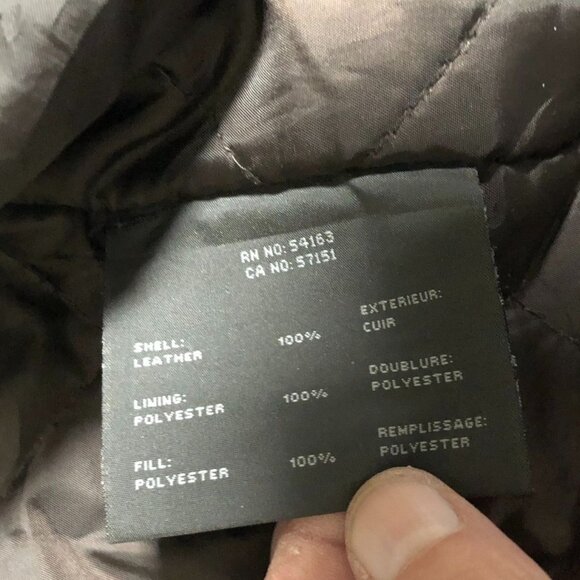 RN NO: 54163
CA NO: 57151
SHELL: 100% EXTERIEUR:
LEATHER CUIR
LINING: 100% DOUBLURE:
POLYESTER POLYESTER
FILL: 100% REMPLISSAGE:
POLYESTER POLYESTER